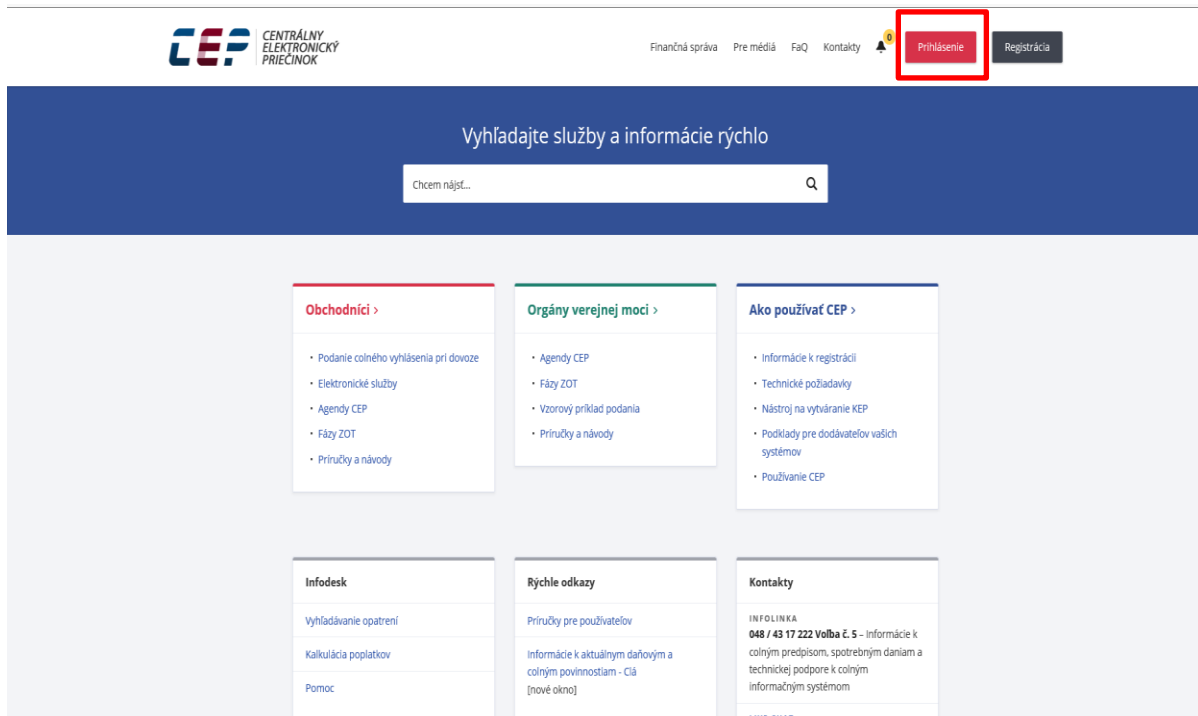 CENTRÁLNY
ELEKTRONICKÝ
PRIEČINOK
Finančná správa Pre médiá FaQ Kontakty 0 Prihlásenie Registrácia
Vyhľadajte služby a informácie rýchlo
Chcem nájsť...
Obchodníci >
• Podanie colného vyhlásenia pri dovoze
• Elektronické služby
• Agendy CEP
• Fázy ZOT
• Príručky a návody
Orgány verejnej moci >
• Agendy CEP
• Fázy ZOT
• Vzorový príklad podania
• Príručky a návody
Ako používať CEP >
• Informácie k registrácii
• Technické požiadavky
• Nástroj na vytváranie KEP
• Podklady pre dodávateľov vašich
systémov
• Používanie CEP
Infodesk
Vyhľadávanie opatrení
Kalkulácia poplatkov
Pomoc
Rýchle odkazy
Príručky pre používateľov
Informácie k aktuálnym daňovým a
colným povinnostiam - Clá
[nové okno]
Kontakty
INFOLINKA
048 / 43 17 222 Voľba č. 5 – Informácie k
colným predpisom, spotrebným daniam a
technickej podpore k colným
informačným systémom